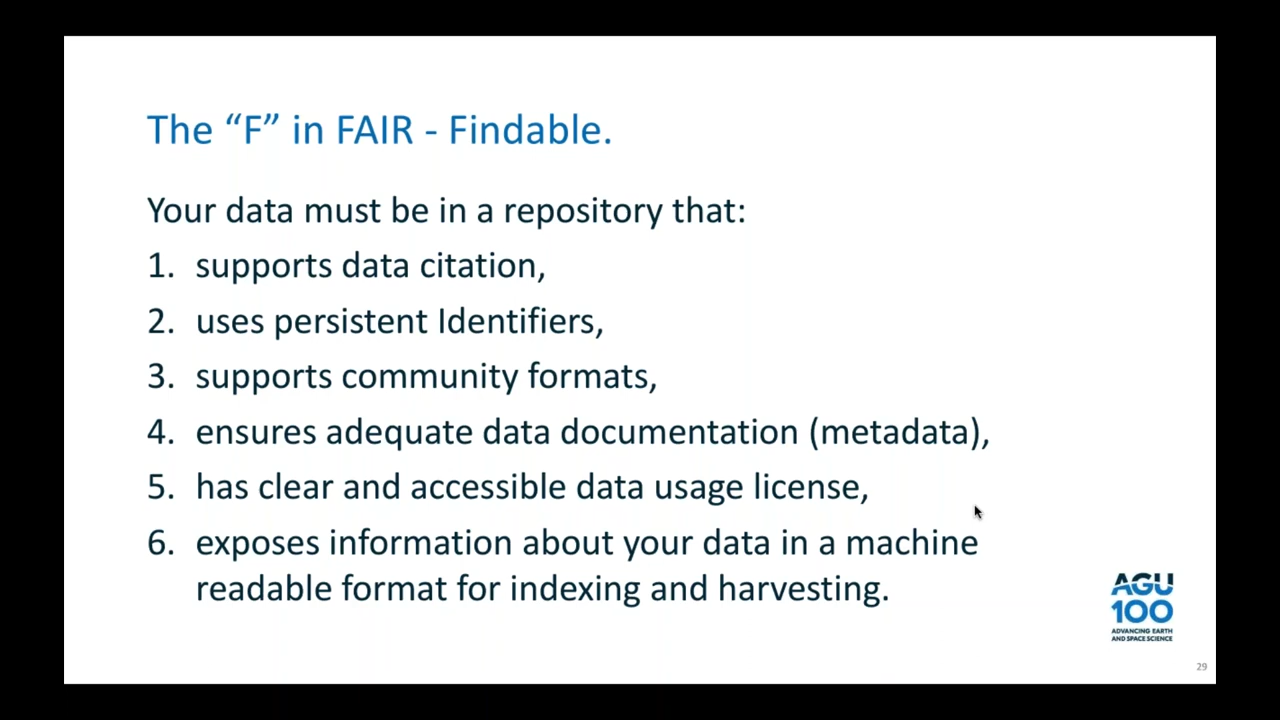 The “F” in FAIR - Findable.
Your data must be in a repository that:
1. supports data citation,
2. uses persistent Identifiers,
3. supports community formats,
4. ensures adequate data documentation (metadata),
5. has clear and accessible data usage license,
6. exposes information about your data in a machine
readable format for indexing and harvesting.
AGU
100
ADVANCING EARTH
AND SPACE SCIENCE
29